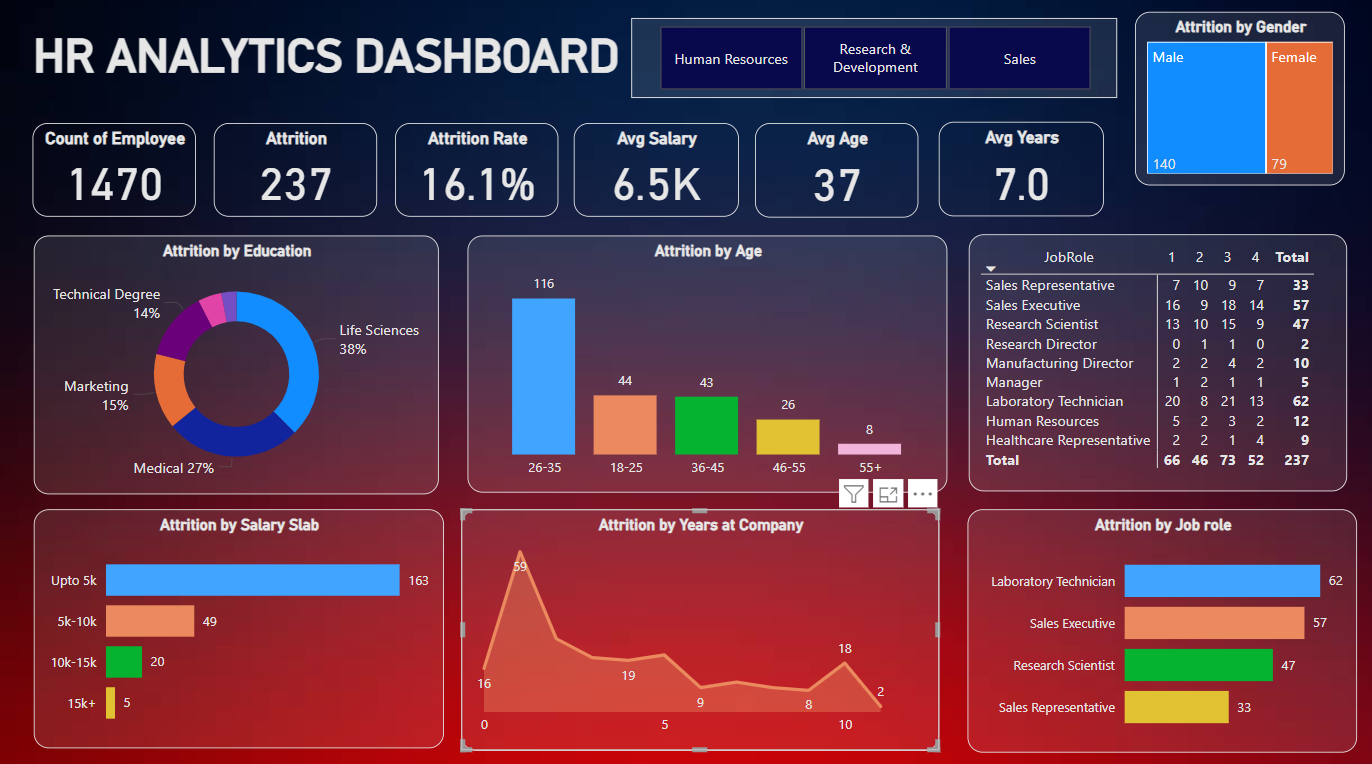 HR ANALYTICS DASHBOARD
Human Resources
Research &
Development
Sales
Attrition by Gender
Male
Female
140
79
Count of Employee
1470
Attrition
237
Attrition Rate
16.1%
Avg Salary
6.5K
Avg Age
37
Avg Years
7.0
Attrition by Education
Technical Degree
14%
Life Sciences
38%
Marketing
15%
Medical 27%
Attrition by Age
116
44
43
26
8
26-35 18-25 36-45 46-55 55+
JobRole 1 2 3 4 Total
Sales Representative 7 10 9 7 33
Sales Executive 16 9 18 14 57
Research Scientist 13 10 15 9 47
Research Director 0 1 1 0 2
Manufacturing Director 2 2 4 2 10
Manager 1 2 1 1 5
Laboratory Technician 20 8 21 13 62
Human Resources 5 2 3 2 12
Healthcare Representative 2 2 1 4 9
Total 66 46 73 52 237
Attrition by Salary Slab
Upto 5k 163
5k-10k 49
10k-15k 20
15k+ 5
Attrition by Years at Company
59
16
19
9
8
18
2
0 5 10
Attrition by Job role
Laboratory Technician 62
Sales Executive 57
Research Scientist 47
Sales Representative 33